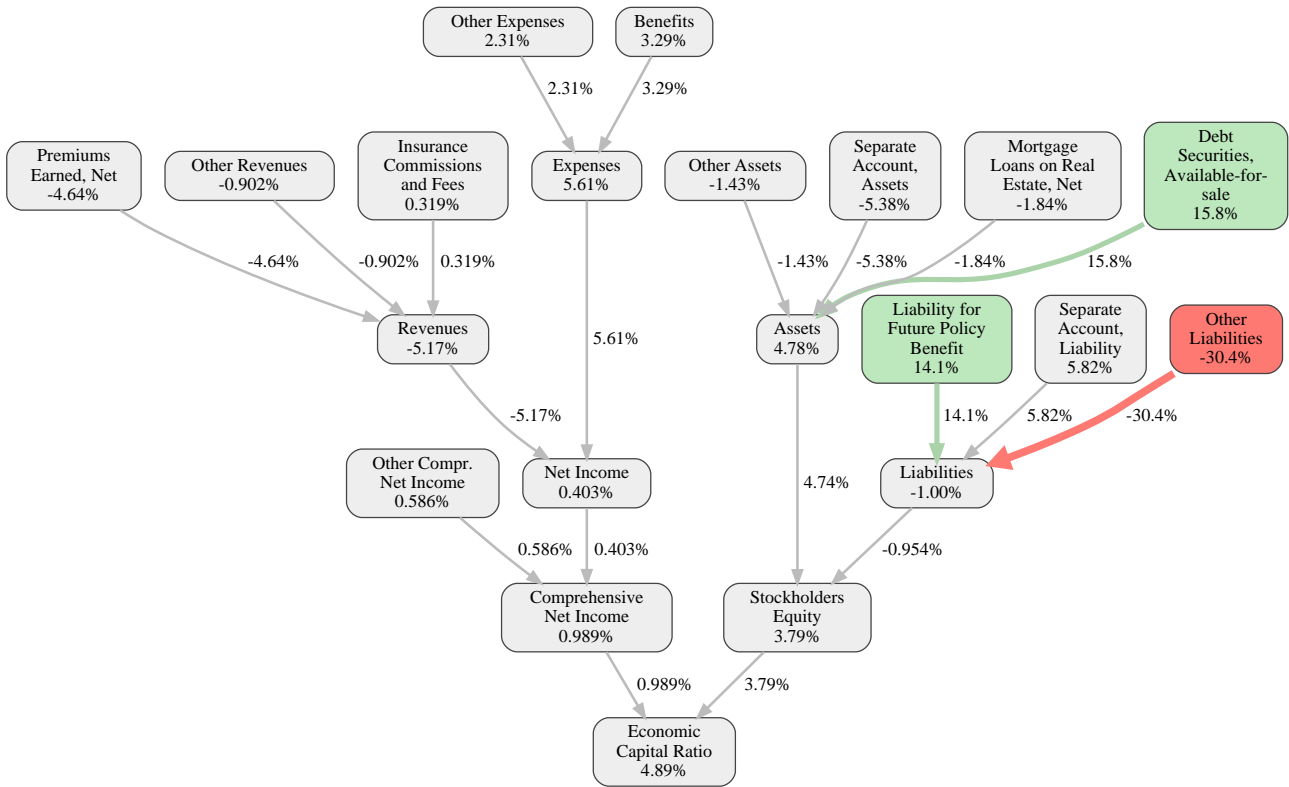 Other Expenses
2.31%
Benefits
3.29%
2.31%
3.29%
Premiums
Earned, Net
-4.64%
Other Revenues
-0.902%
Insurance
Commissions
and Fees
0.319%
Expenses
5.61%
Other Assets
-1.43%
Separate
Account,
Assets
-5.38%
Mortgage
Loans on Real
Estate, Net
-1.84%
Debt
Securities,
Available-for-
sale
15.8%
-4.64%
-0.902%
0.319%
-1.43%
-5.38%
-1.84%
15.8%
Revenues
-5.17%
5.61%
Assets
4.78%
Liability for
Future Policy
Benefit
14.1%
Separate
Account,
Liability
5.82%
Other
Liabilities
-30.4%
-5.17%
14.1%
5.82%
-30.4%
Other Compr.
Net Income
0.586%
Net Income
0.403%
4.74%
Liabilities
-1.00%
0.586%
0.403%
-0.954%
Comprehensive
Net Income
0.989%
Stockholders
Equity
3.79%
0.989%
3.79%
Economic
Capital Ratio
4.89%